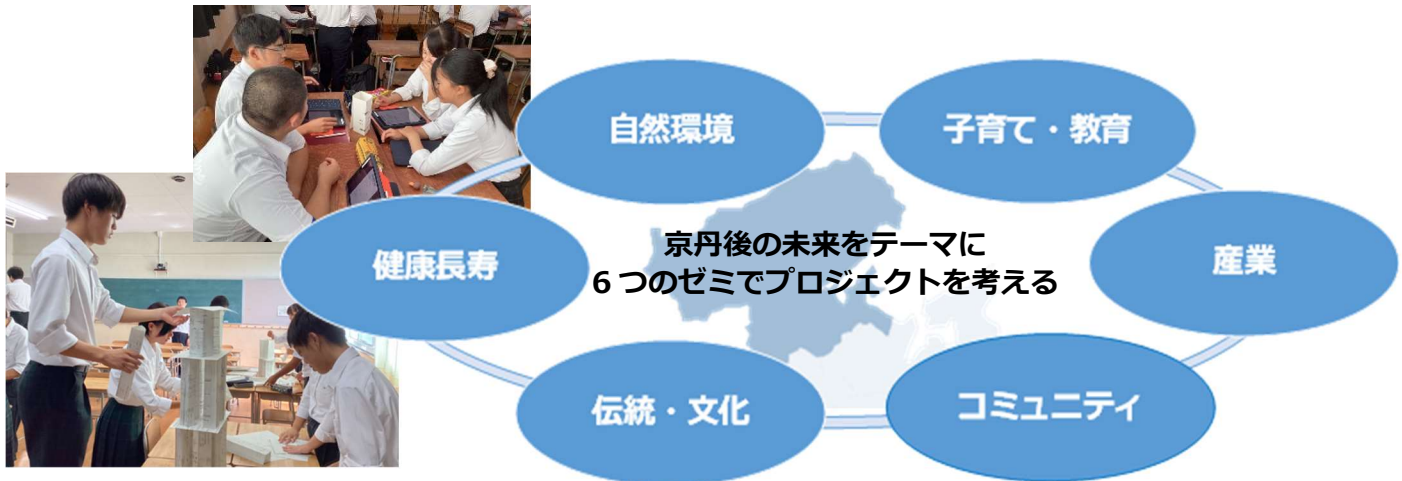 自然環境
子育て・教育
健康長寿
京丹後の未来をテーマに
６つのゼミでプロジェクトを考える
産業
伝統・文化
コミュニティ